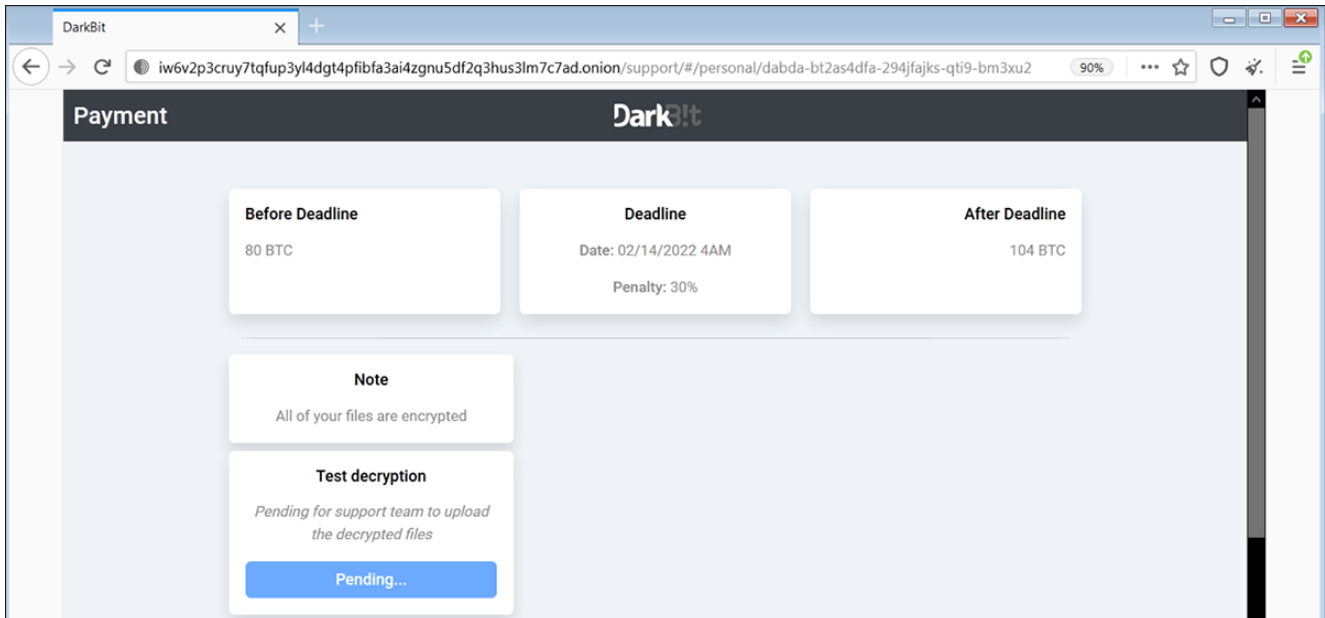 DarkBit
iw6v2p3cruy7tqfup3yl4dgt4pfibfa3ai4zgnu5df2q3hus3lm7c7ad.onion/support/#/personal/dabda-bt2as4dfa-294jfajks-qti9-bm3xu2
90%
Payment
DarkB!t
Before Deadline
80 BTC
Deadline
Date: 02/14/2022 4AM
Penalty: 30%
After Deadline
104 BTC
Note
All of your files are encrypted
Test decryption
Pending for support team to upload
the decrypted files
Pending...